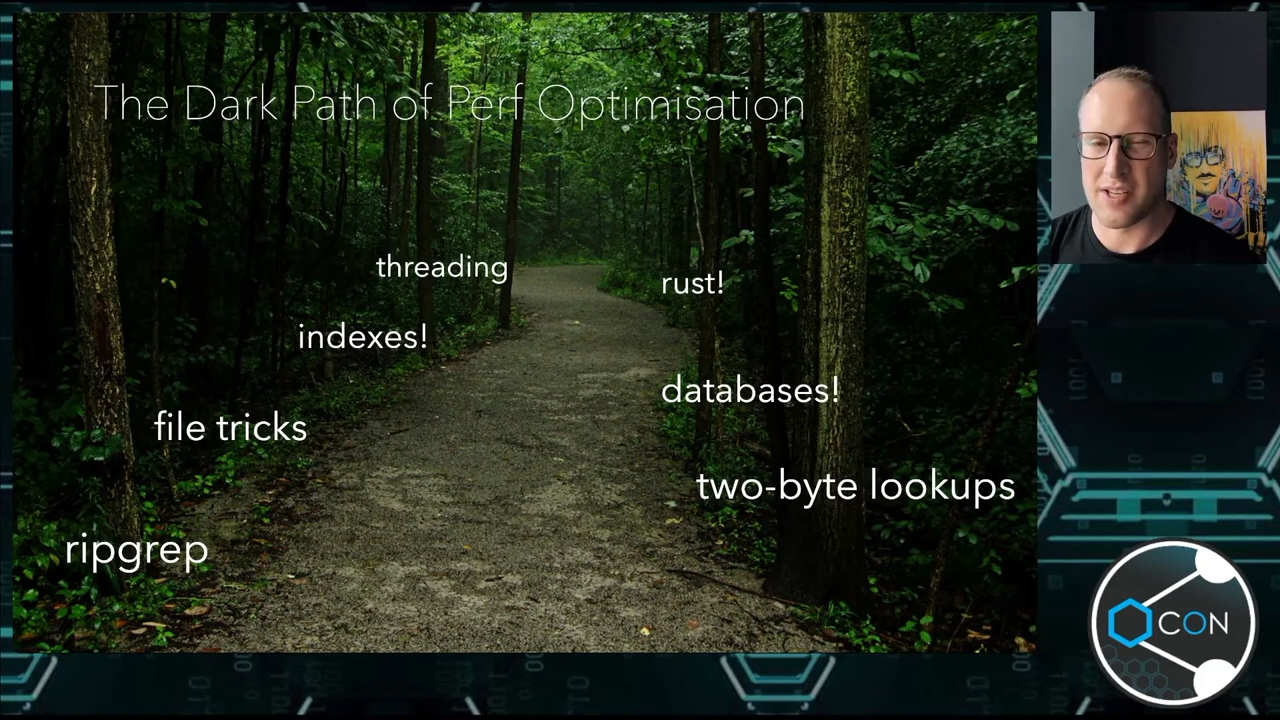 The Dark Path of Perf Optimisation
threading
rust!
indexes!
databases!
file tricks
two-byte lookups
ripgrep
CON